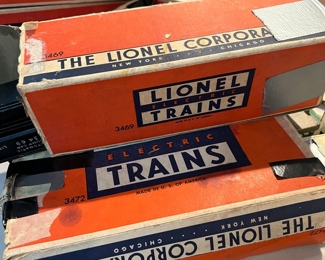 3469
THE LIONEL CORPORA
NEW YORK . . . . CHICAGO
LIONEL
ELECTRIC
TRAINS
3469
ELECTRIC
TRAINS
MADE IN U. S. OF AMERICA
3472
THE LIONEL CORPOR
NEW YORK
CHICAGO